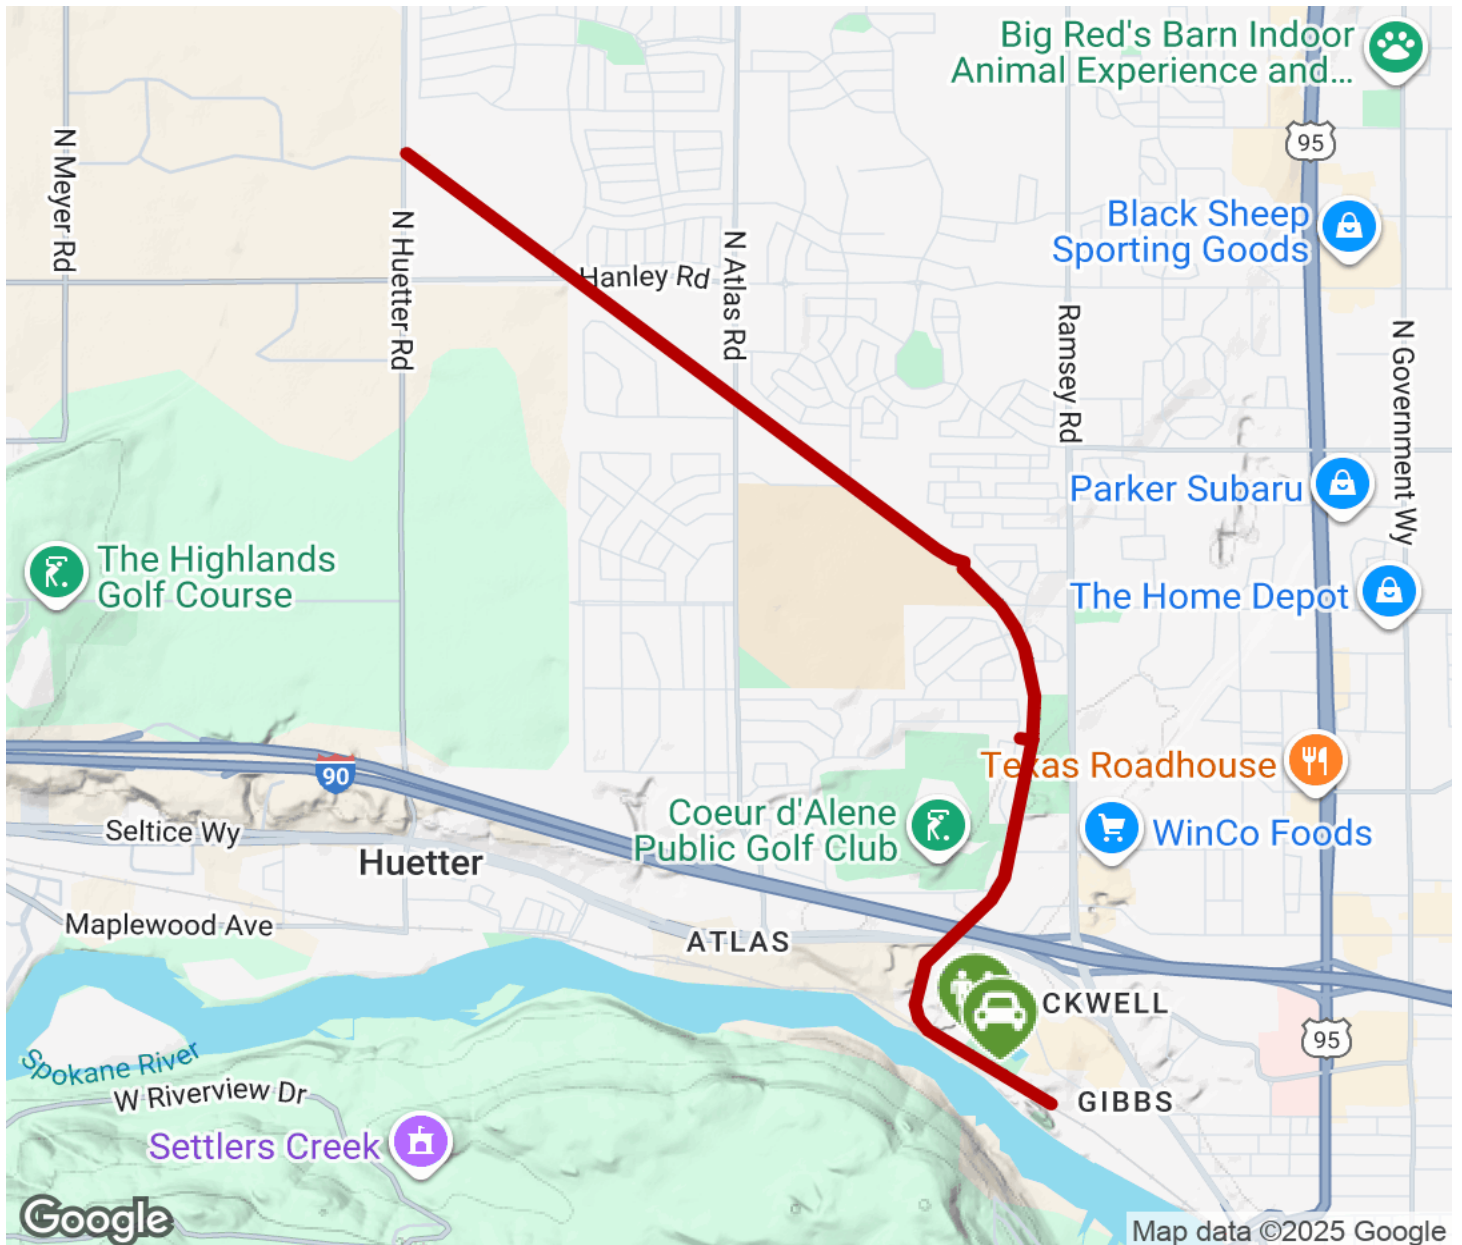 Big Red's Barn Indoor
Animal Experience and...
95
N Meyer Rd
N Huetter Rd
Black Sheep
Sporting Goods
N Atlas Rd
Hanley Rd
Ramsey Rd
N Government Wy
Parker Subaru
The Highlands
Golf Course
The Home Depot
Texas Roadhouse
90
Coeur d'Alene
Public Golf Club
WinCo Foods
Seltice Wy
Huetter
Maplewood Ave
ATLAS
CKWELL
95
Spokane River
W Riverview Dr
GIBBS
Settlers Creek
Google
Map data ©2025 Google